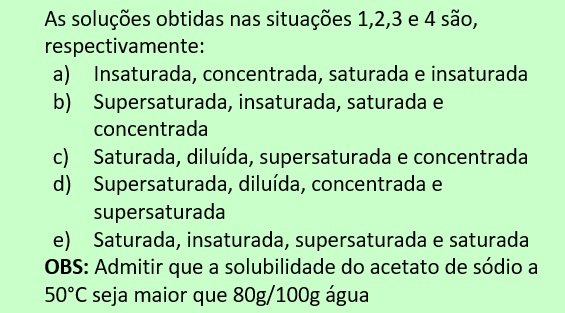 As soluções obtidas nas situações 1,2,3 e 4 são,
respectivamente:
a) Insaturada, concentrada, saturada e insaturada
b) Supersaturada, insaturada, saturada e
concentrada
c) Saturada, diluída, supersaturada e concentrada
d) Supersaturada, diluída, concentrada e
supersaturada
e) Saturada, insaturada, supersaturada e saturada
OBS: Admitir que a solubilidade do acetato de sódio a
50°C seja maior que 80g/100g água